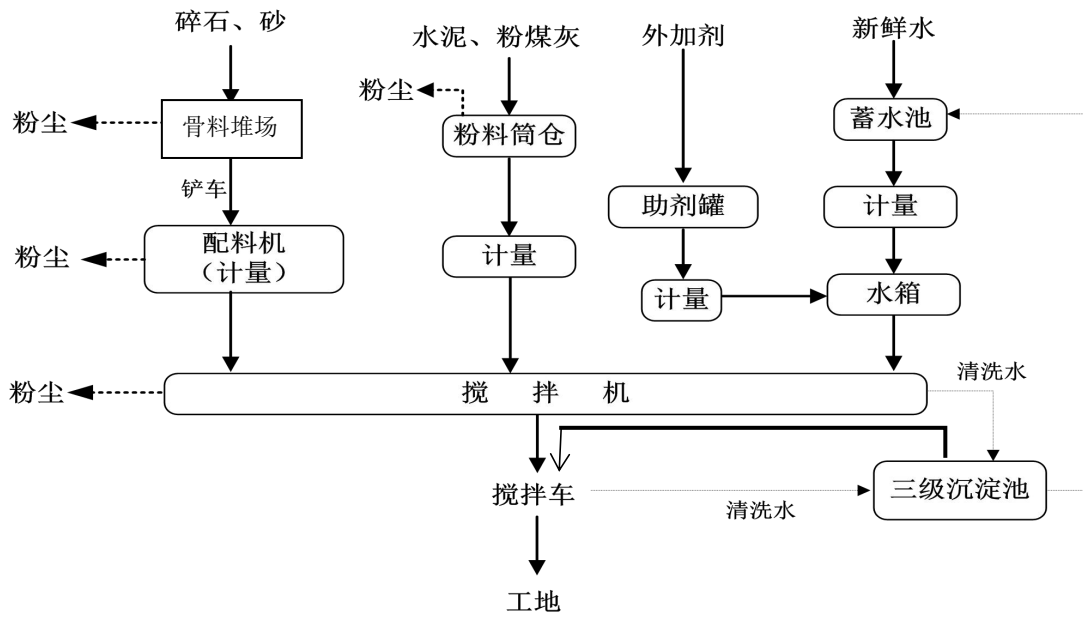 碎石、砂
水泥、粉煤灰
外加剂
新鲜水
粉尘
粉尘
骨料堆场
粉料筒仓
蓄水池
铲车
助剂罐
计量
粉尘
配料机
（计量）
计量
计量
水箱
粉尘
搅 拌 机
清洗水
搅拌车
清洗水
三级沉淀池
工地